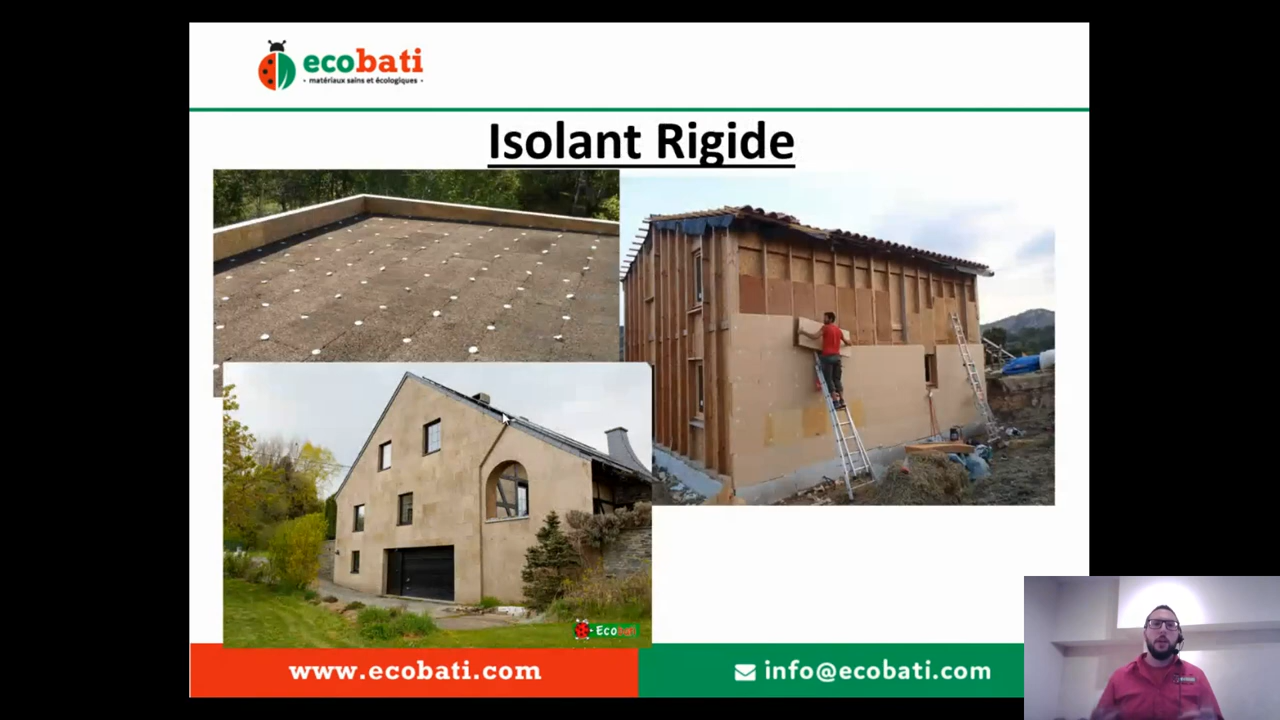 ecobati
• matériaux sains et écologiques •
Isolant Rigide
Ecobati
www.ecobati.com
info@ecobati.com